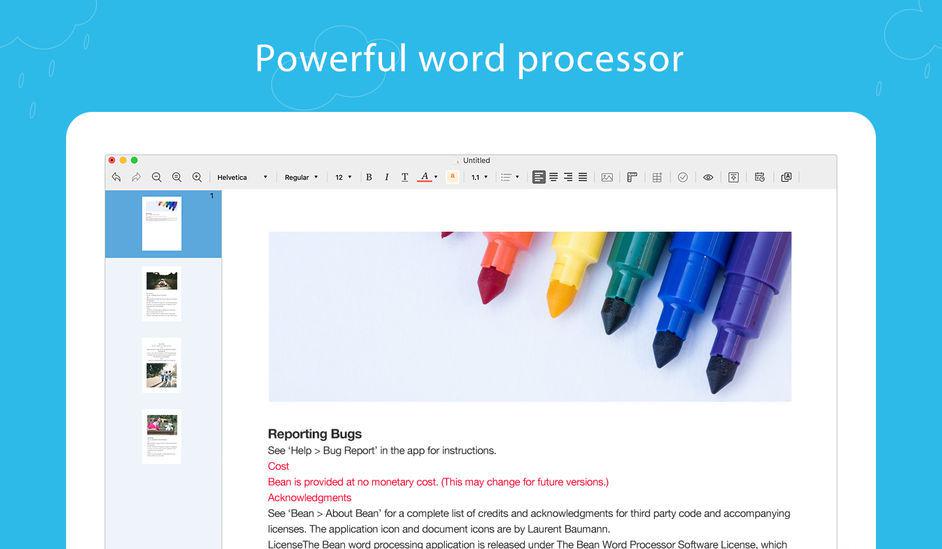 Powerful word processor
Untitled
Helvetica Regular 12 B I T A a 1.1
1
Reporting Bugs
See ‘Help > Bug Report’ in the app for instructions.
Cost
Bean is provided at no monetary cost. (This may change for future versions.)
Acknowledgments
See ‘Bean > About Bean’ for a complete list of credits and acknowledgments for third party code and accompanying
licenses. The application icon and document icons are by Laurent Baumann.
LicenseThe Bean word processing application is released under The Bean Word Processor Software License, which